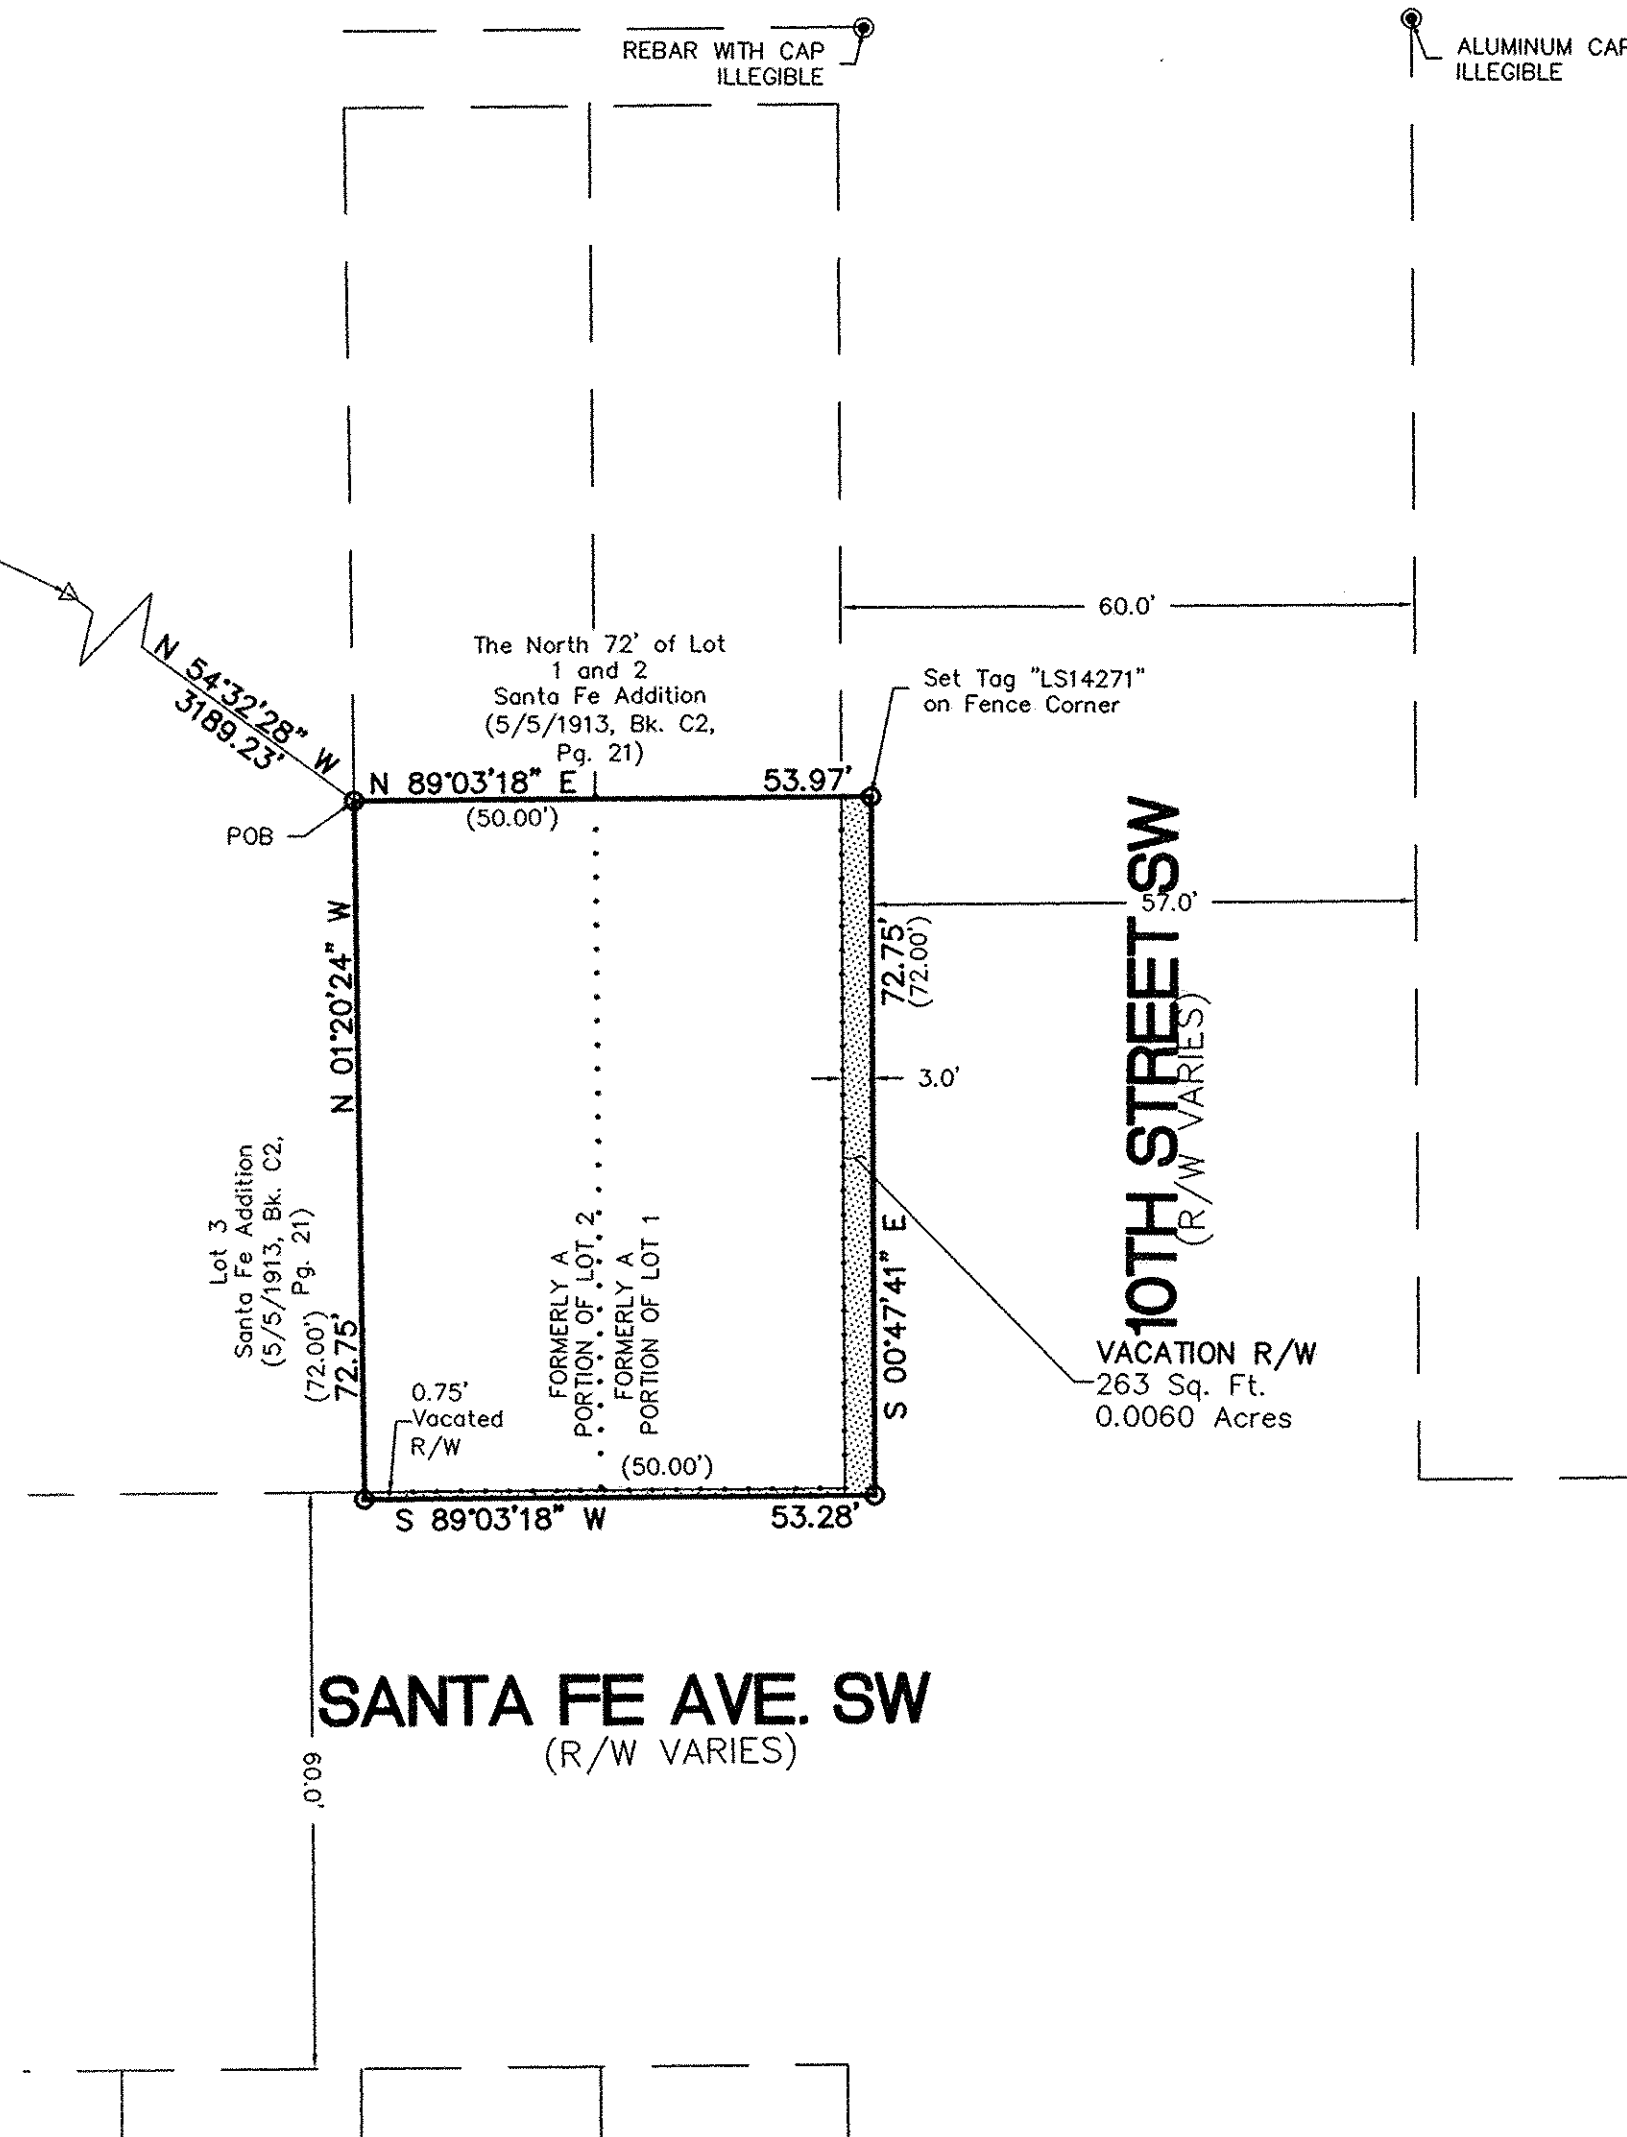 REBAR WITH CAP
ILLEGIBLE
ALUMINUM CAP
ILLEGIBLE
60.0'
The North 72' of Lot
1 and 2
Santa Fe Addition
(5/5/1913, Bk. C2,
Pg. 21)
Set Tag "LS14271"
on Fence Corner
N 54°32'28" W
3189.23'
N 89°03'18" E
53.97'
(50.00')
POB
57.0'
72.75'
(72.00')
N 01°20'24" W
10TH STREET SW
(R/W VARIES)
3.0'
Lot 3
Santa Fe Addition
(5/5/1913, Bk. C2,
Pg. 21)
(72.00')
72.75'
FORMERLY A
PORTION OF LOT 2
FORMERLY A
PORTION OF LOT 1
S 00°47'41" E
VACATION R/W
263 Sq. Ft.
0.0060 Acres
0.75'
Vacated
R/W
(50.00')
S 89°03'18" W
53.28'
SANTA FE AVE. SW
(R/W VARIES)
60.0'